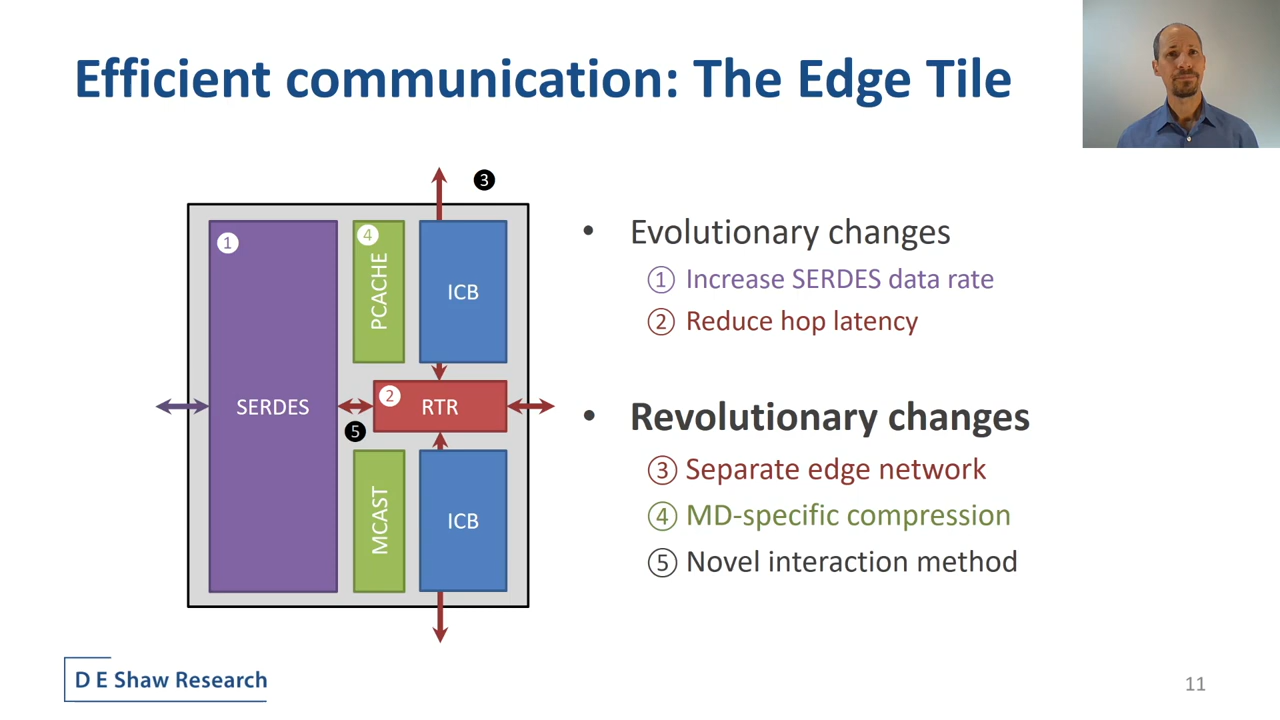 Efficient communication: The Edge Tile
3
1
4
PCACHE
ICB
SERDES
2
RTR
5
MCAST
ICB
• Evolutionary changes
① Increase SERDES data rate
② Reduce hop latency
• Revolutionary changes
③ Separate edge network
④ MD-specific compression
⑤ Novel interaction method
D E Shaw Research
11